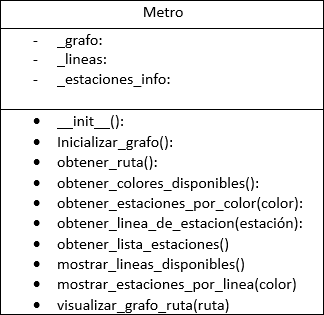 Metro
- _grafo:
- _lineas:
- _estaciones_info:
• __init__():
• Inicializar_grafo():
• obtener_ruta():
• obtener_colores_disponibles():
• obtener_estaciones_por_color(color):
• obtener_linea_de_estacion(estación):
• obtener_lista_estaciones()
• mostrar_lineas_disponibles()
• mostrar_estaciones_por_linea(color)
• visualizar_grafo_ruta(ruta)